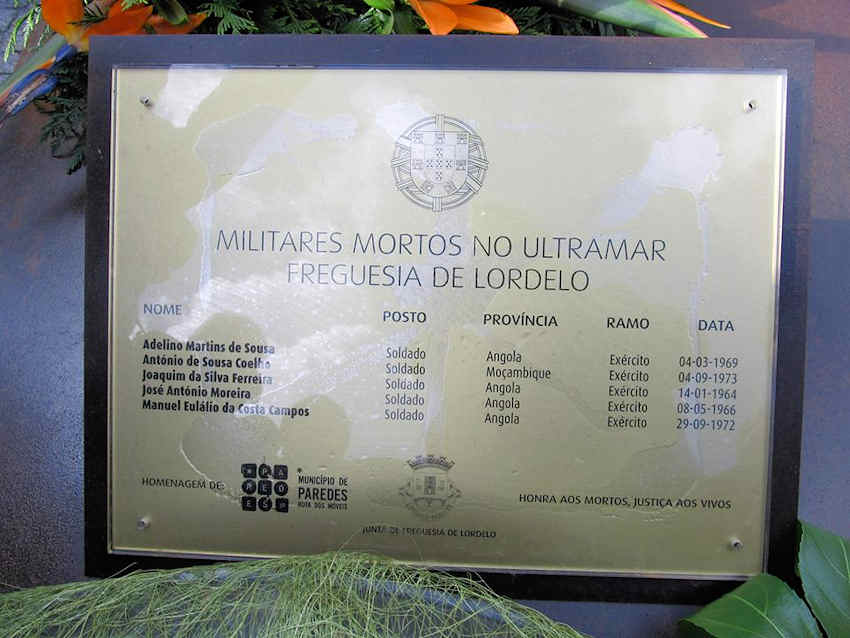 MILITARES MORTOS NO ULTRAMAR
FREGUESIA DE LORDELO
NOME POSTO PROVÍNCIA RAMO DATA
Adelino Martins de Sousa Soldado Angola Exército 04-03-1969
António de Sousa Coelho Soldado Moçambique Exército 04-09-1973
Joaquim da Silva Ferreira Soldado Angola Exército 14-01-1964
José António Moreira Soldado Angola Exército 08-05-1966
Manuel Eulálio da Costa Campos Soldado Angola Exército 29-09-1972
HOMENAGEM DE:
PAREDES
MUNICÍPIO DE
PAREDES
ROTA DOS MÓVEIS
JUNTA DE FREGUESIA DE LORDELO
HONRA AOS MORTOS, JUSTIÇA AOS VIVOS